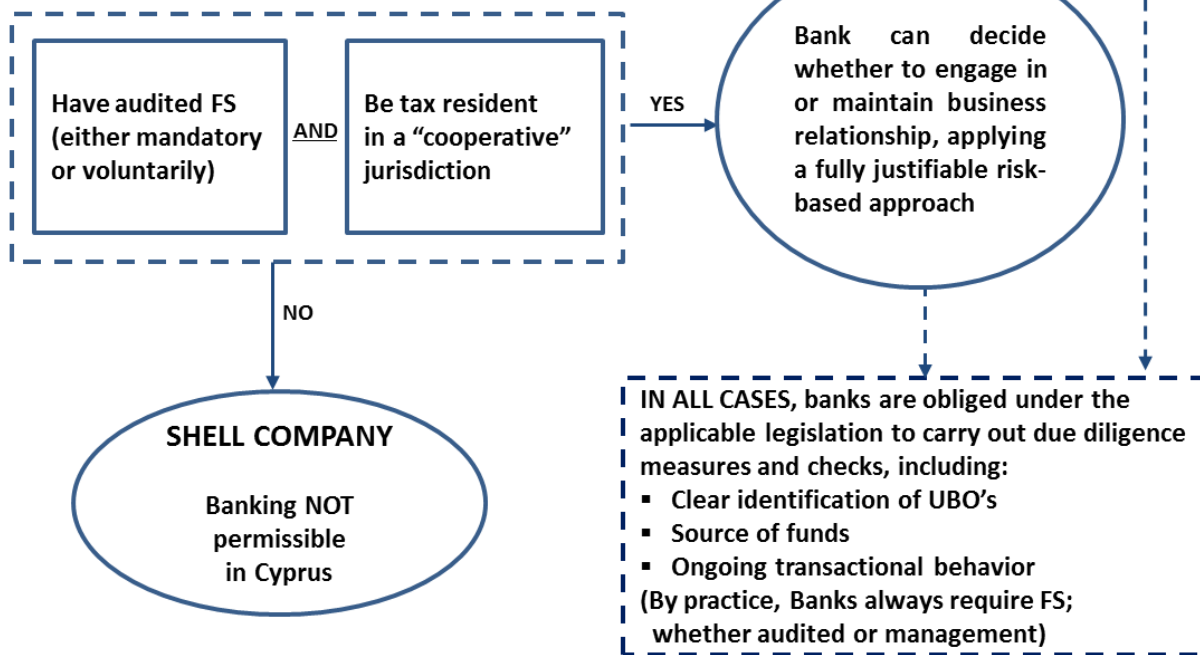 Have audited FS
(either mandatory
or voluntarily)
AND
Be tax resident
in a “cooperative”
jurisdiction
YES
Bank can decide
whether to engage in
or maintain business
relationship, applying
a fully justifiable risk-
based approach
NO
SHELL COMPANY
Banking NOT
permissible
in Cyprus
IN ALL CASES, banks are obliged under the
applicable legislation to carry out due diligence
measures and checks, including:
▪ Clear identification of UBO’s
▪ Source of funds
▪ Ongoing transactional behavior
(By practice, Banks always require FS;
whether audited or management)